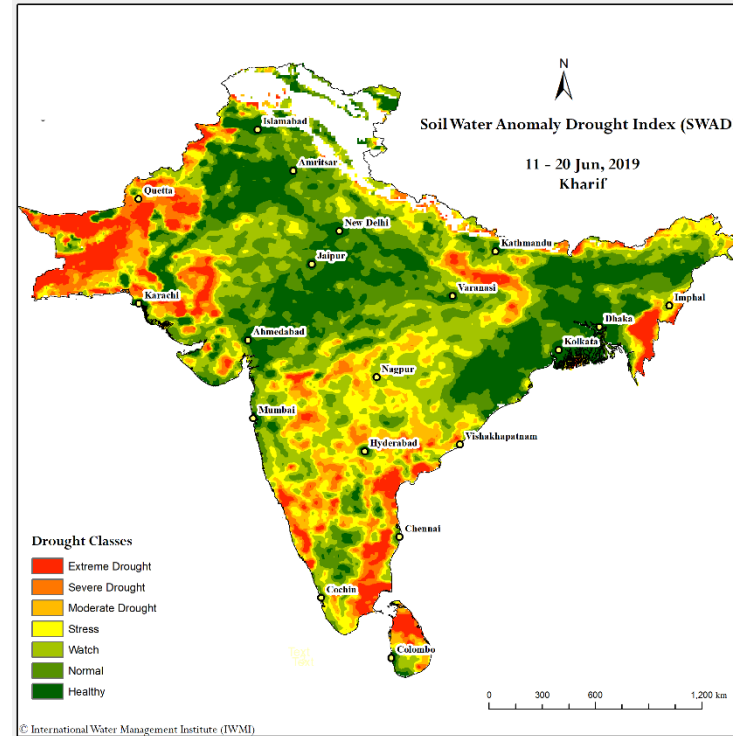 N
Soil Water Anomaly Drought Index (SWAD
11 - 20 Jun, 2019
Kharif
Islamabad
Amritsar
Quetta
New Delhi
Kathmandu
Jaipur
Varanasi
Karachi
Imphal
Dhaka
Ahmedabad
Kolkata
Nagpur
Mumbai
Vishakhapatnam
Hyderabad
Chennai
Cochin
Colombo
Drought Classes
Extreme Drought
Severe Drought
Moderate Drought
Stress
Watch
Normal
Healthy
0 300 600 1,200 km
© International Water Management Institute (IWMI)